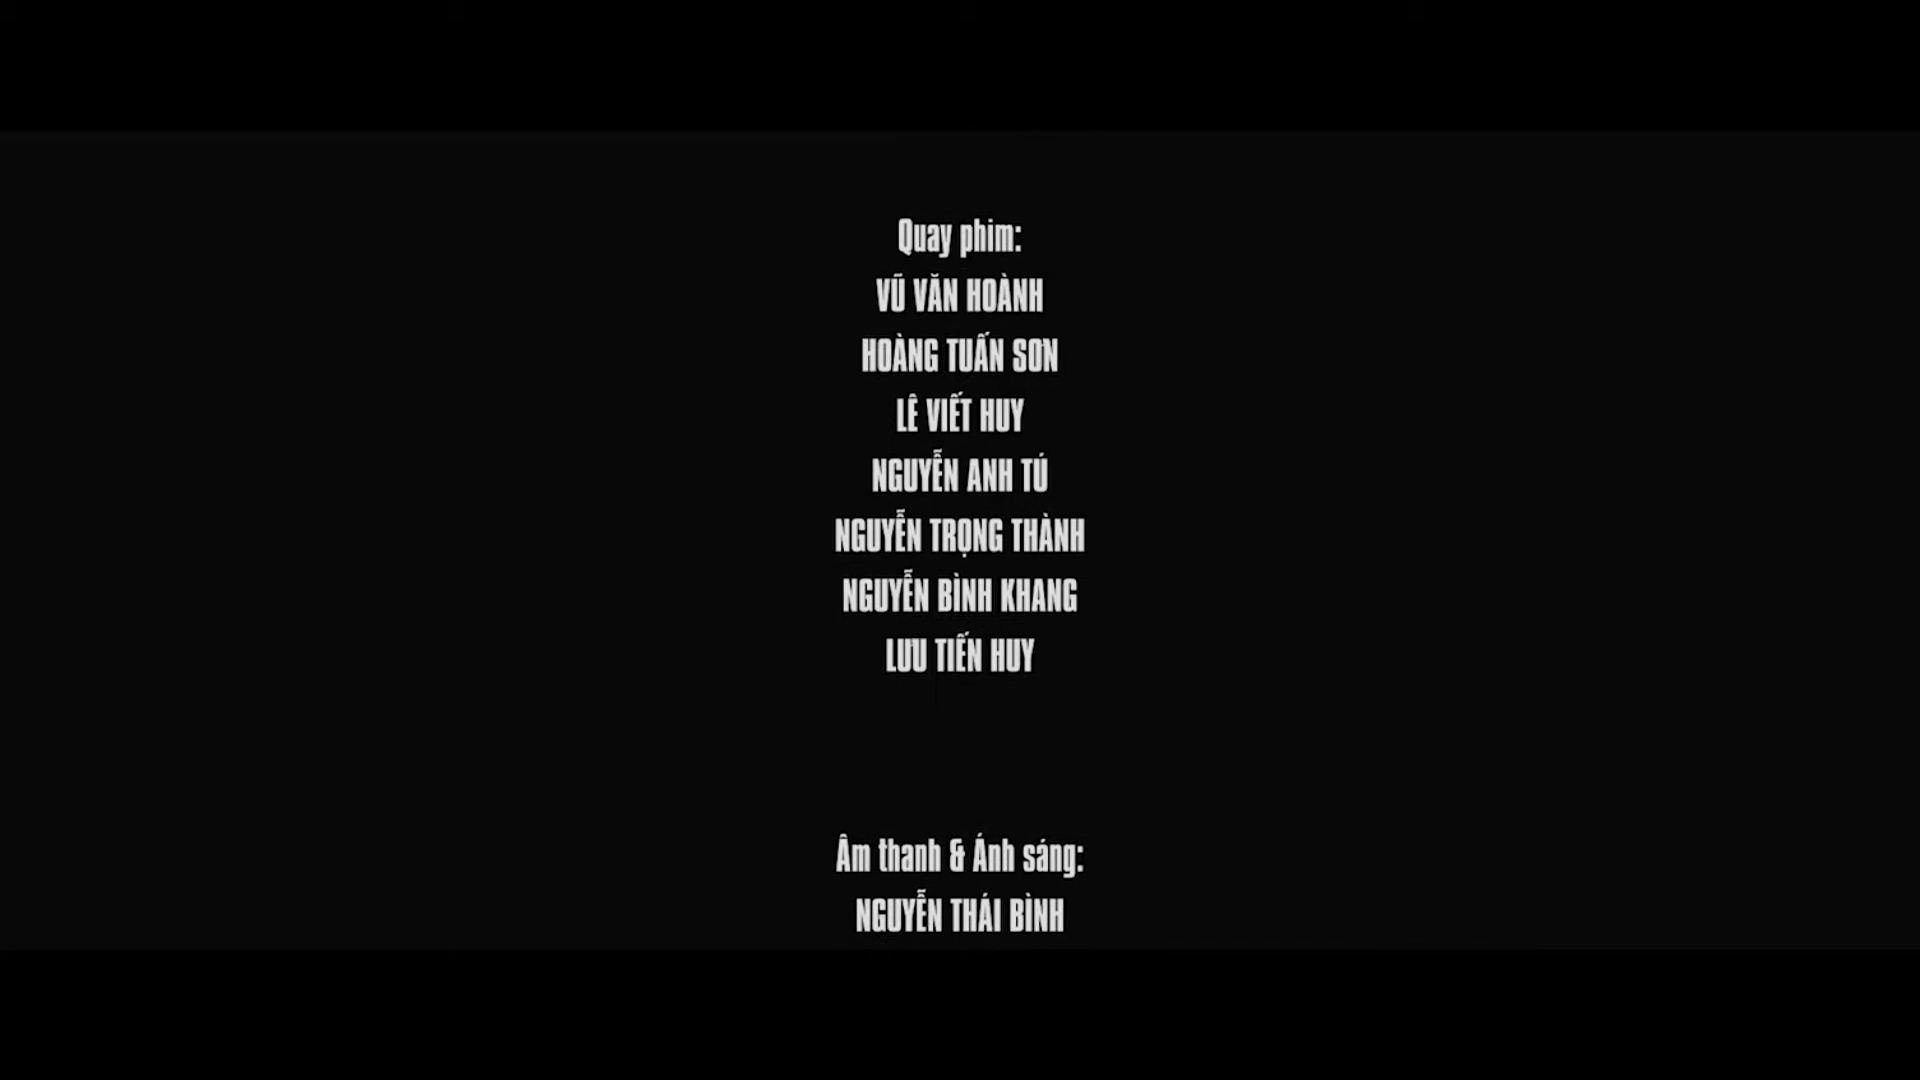 Quay phim:
VŨ VĂN HOÀNH
HOÀNG TUẤN SƠN
LÊ VIẾT HUY
NGUYỄN ANH TÚ
NGUYỄN TRỌNG THÀNH
NGUYỄN BÌNH KHANG
LƯU TIẾN HUY
Âm thanh & Ánh sáng:
NGUYỄN THÁI BÌNH